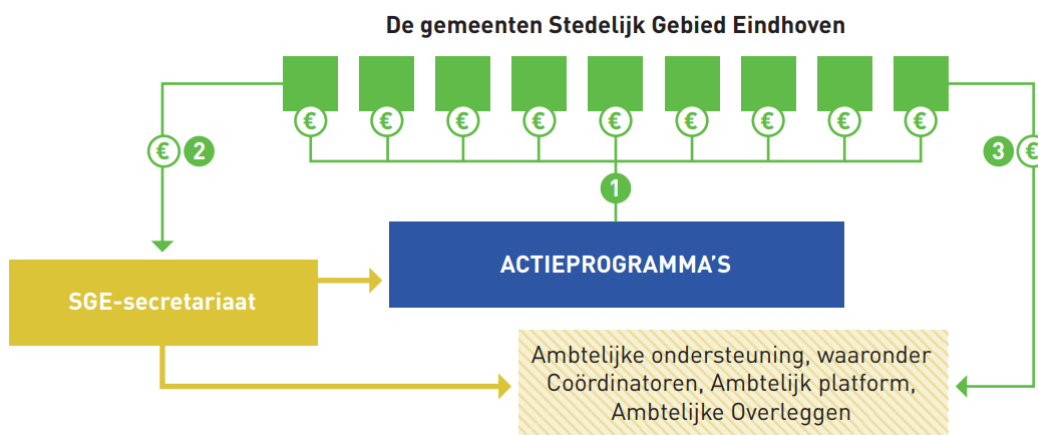 De gemeenten Stedelijk Gebied Eindhoven
€ € € € € € € € €
€ 2
3 €
1
ACTIEPROGRAMMA'S
SGE-secretariaat
Ambtelijke ondersteuning, waaronder
Coördinatoren, Ambtelijk platform,
Ambtelijke Overleggen